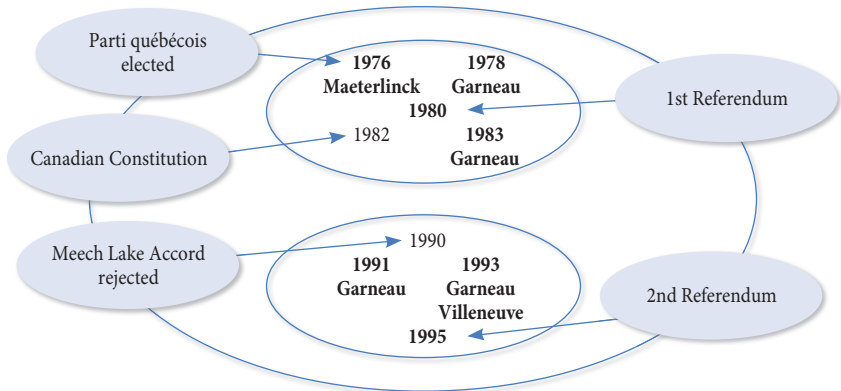 Parti québécois
elected
1976
Maeterlinck
1978
Garneau
1980
1st Referendum
Canadian Constitution
1982
1983
Garneau
Meech Lake Accord
rejected
1990
1991
Garneau
1993
Garneau
Villeneuve
1995
2nd Referendum